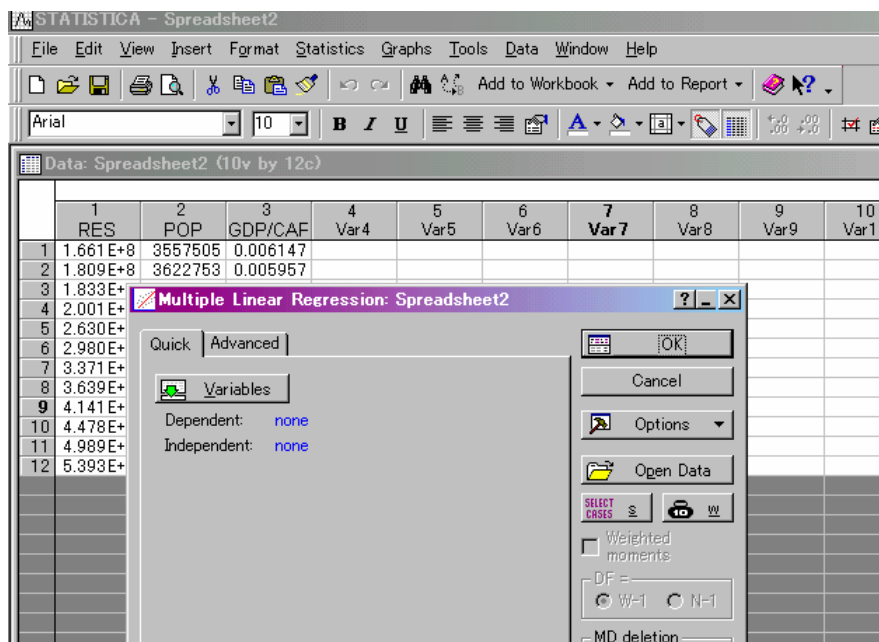 STATISTICA - Spreadsheet2
File Edit View Insert Format Statistics Graphs Tools Data Window Help
Add to Workbook Add to Report ?
Arial 10 B I U A
Data: Spreadsheet2 (10v by 12c)
1 2 3 4 5 6 7 8 9 10
RES POP GDP/CAF Var4 Var5 Var6 Var7 Var8 Var9 Var1
1 1.661E+8 3557505 0.006147
2 1.809E+8 3622753 0.005957
3 1.833E+
4 2.001E+
5 2.630E+
6 2.980E+
7 3.371E+
8 3.639E+
9 4.141E+
10 4.478E+
11 4.989E+
12 5.393E+
Multiple Linear Regression: Spreadsheet2 ?
Quick Advanced
Variables
Dependent: none
Independent: none
OK
Cancel
Options
Open Data
SELECT CASES S W
Weighted
moments
DF =
W-1 N-1
MD deletion